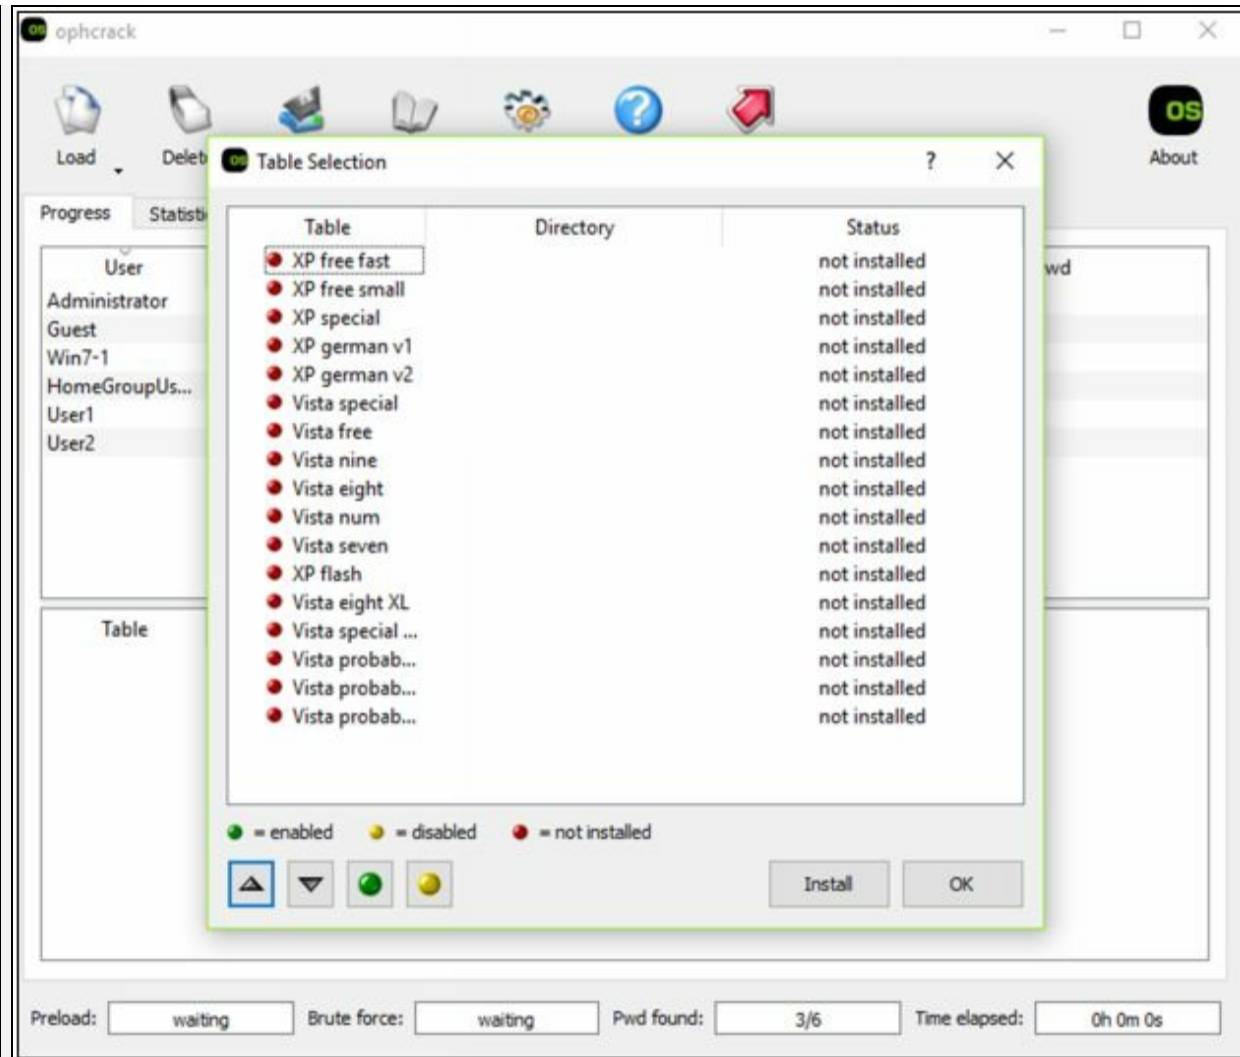 ophcrack
Load
Delet
OS
About
Table Selection
?
Progress
Statisti
Table Directory Status
User
wd
XP free fast not installed
XP free small not installed
XP special not installed
XP german v1 not installed
XP german v2 not installed
Vista special not installed
Vista free not installed
Vista nine not installed
Vista eight not installed
Vista num not installed
Vista seven not installed
XP flash not installed
Vista eight XL not installed
Vista special ... not installed
Vista probab... not installed
Vista probab... not installed
Vista probab... not installed
Administrator
Guest
Win7-1
HomeGroupUs...
User1
User2
Table
= enabled = disabled = not installed
Install OK
Preload: waiting Brute force: waiting Pwd found: 3/6 Time elapsed: 0h 0m 0s